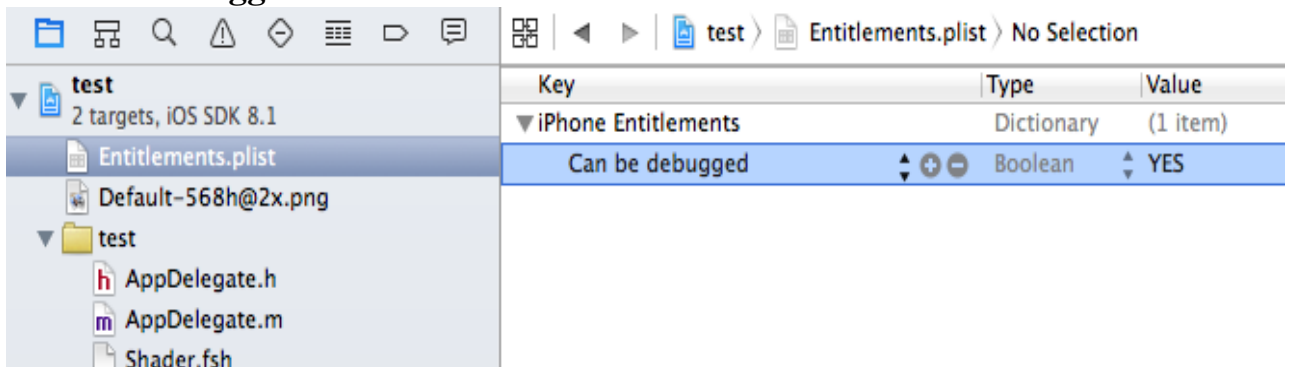 test 〉 Entitlements.plist 〉 No Selection
test
2 targets, iOS SDK 8.1
Entitlements.plist
Default-568h@2x.png
test
h AppDelegate.h
m AppDelegate.m
Shader.fsh
Key Type Value
iPhone Entitlements Dictionary (1 item)
Can be debugged Boolean YES